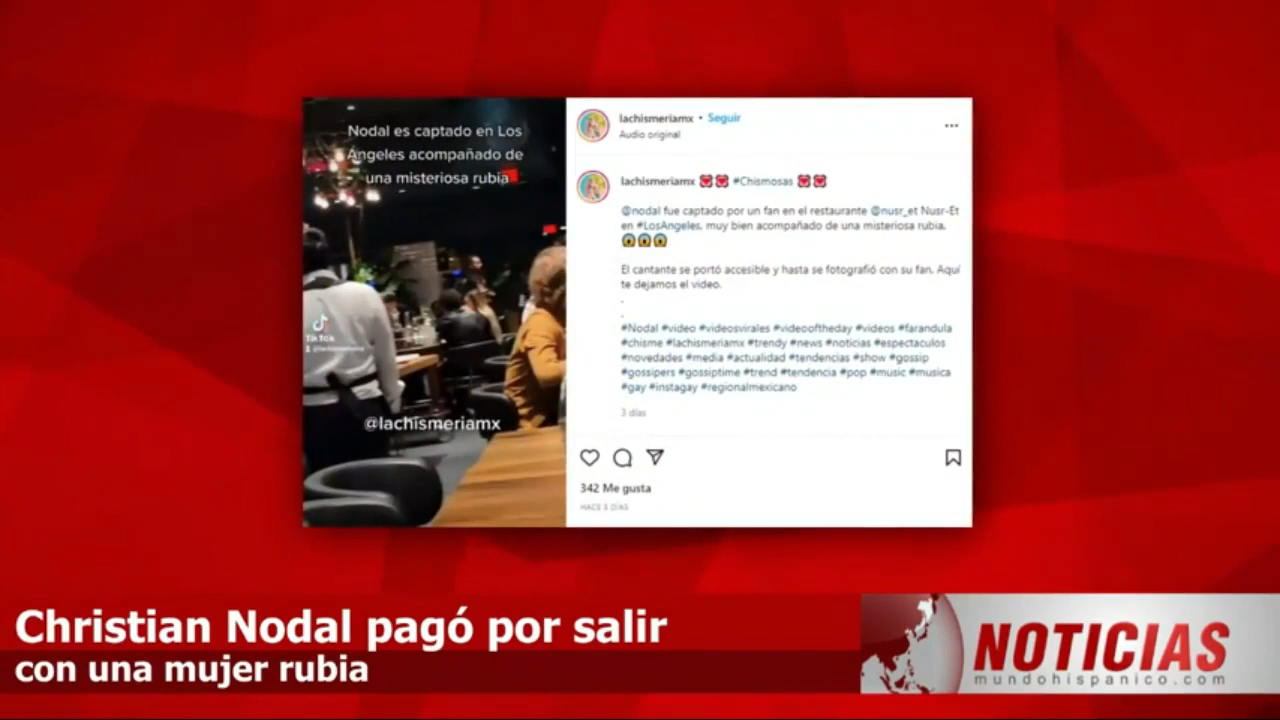 Nodal es captado en Los
Ángeles acompañado de
una misteriosa rubia
TikTok
@lachismeriamx
lachismeriamx • Seguir
Audio original
lachismeriamx 💓💓 #Chismosas 💓💓
@nodal fue captado por un fan en el restaurante @nusr_et Nusr-Et
en #LosAngeles, muy bien acompañado de una misteriosa rubia.
😱😱😱
El cantante se portó accesible y hasta se fotografió con su fan. Aquí
te dejamos el video.
.
.
#Nodal #video #videosvirales #videooftheday #videos #farandula
#chisme #lachismeriamx #trendy #news #noticias #espectaculos
#novedades #media #actualidad #tendencias #show #gossip
#gossipers #gossiptime #trend #tendencia #pop #music #musica
#gay #instagay #regionalmexicano
3 días
342 Me gusta
HACE 3 DÍAS
Christian Nodal pagó por salir
con una mujer rubia
NOTICIAS
mundohispanico.com